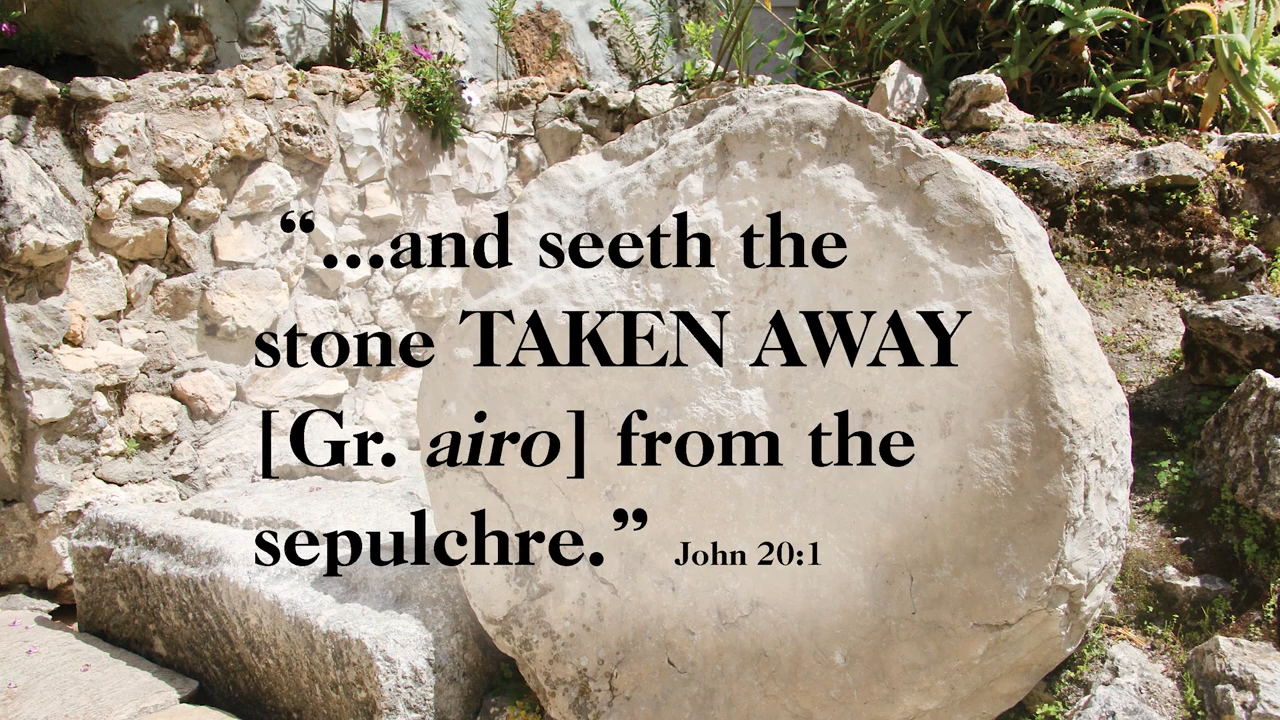 “...and seeth the
stone TAKEN AWAY
[Gr. airo] from the
sepulchre.” John 20:1